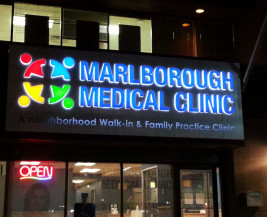 MARLBOROUGH
MEDICAL CLINIC
A neighborhood Walk-in & Family Practice Clinic
OPEN